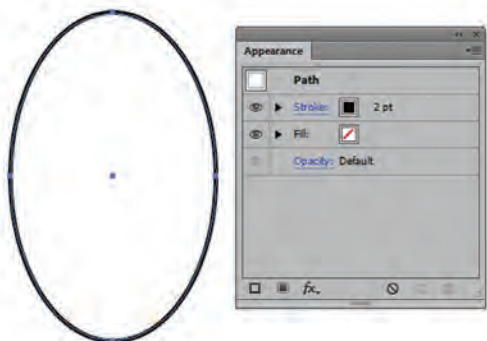 Appearance
Path
Stroke: 2 pt
Fill:
Opacity: Default
fx.